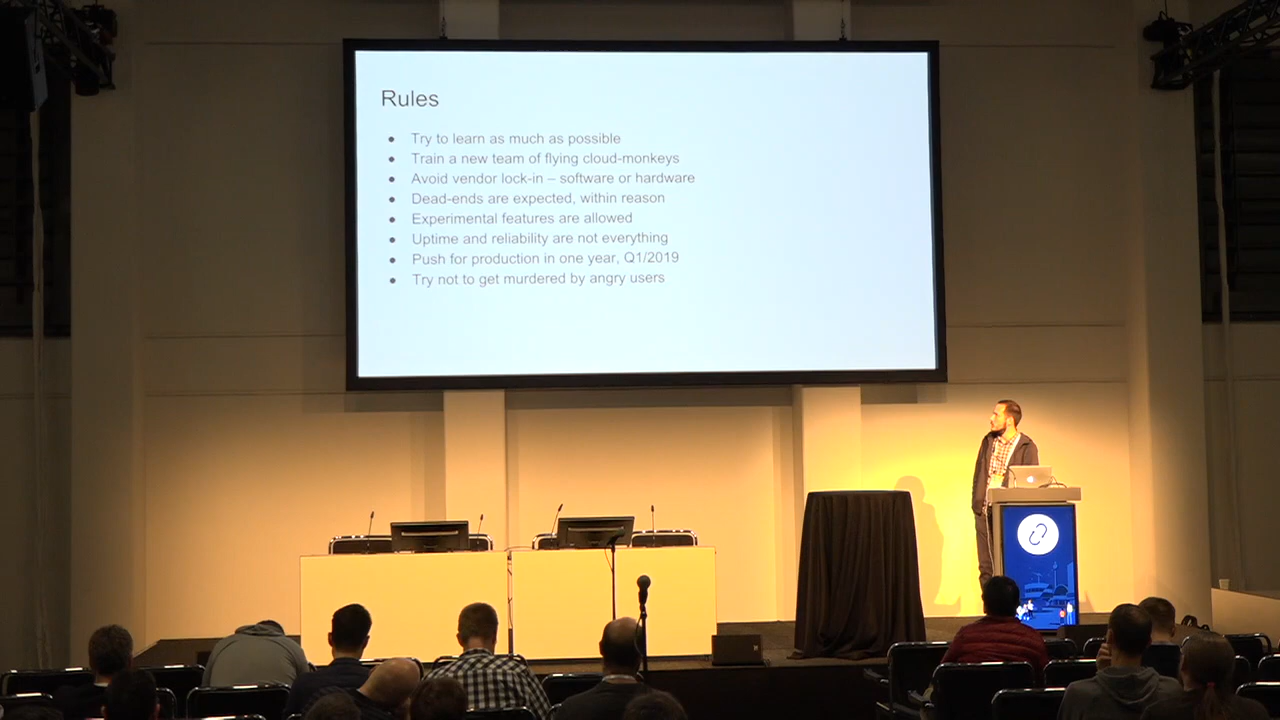 Rules
● Try to learn as much as possible
● Train a new team of flying cloud-monkeys
● Avoid vendor lock-in – software or hardware
● Dead-ends are expected, within reason
● Experimental features are allowed
● Uptime and reliability are not everything
● Push for production in one year, Q1/2019
● Try not to get murdered by angry users